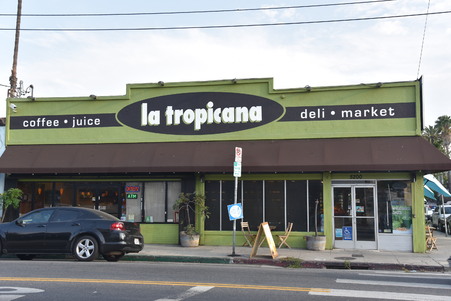 la tropicana
coffee • juice
deli • market
ATM